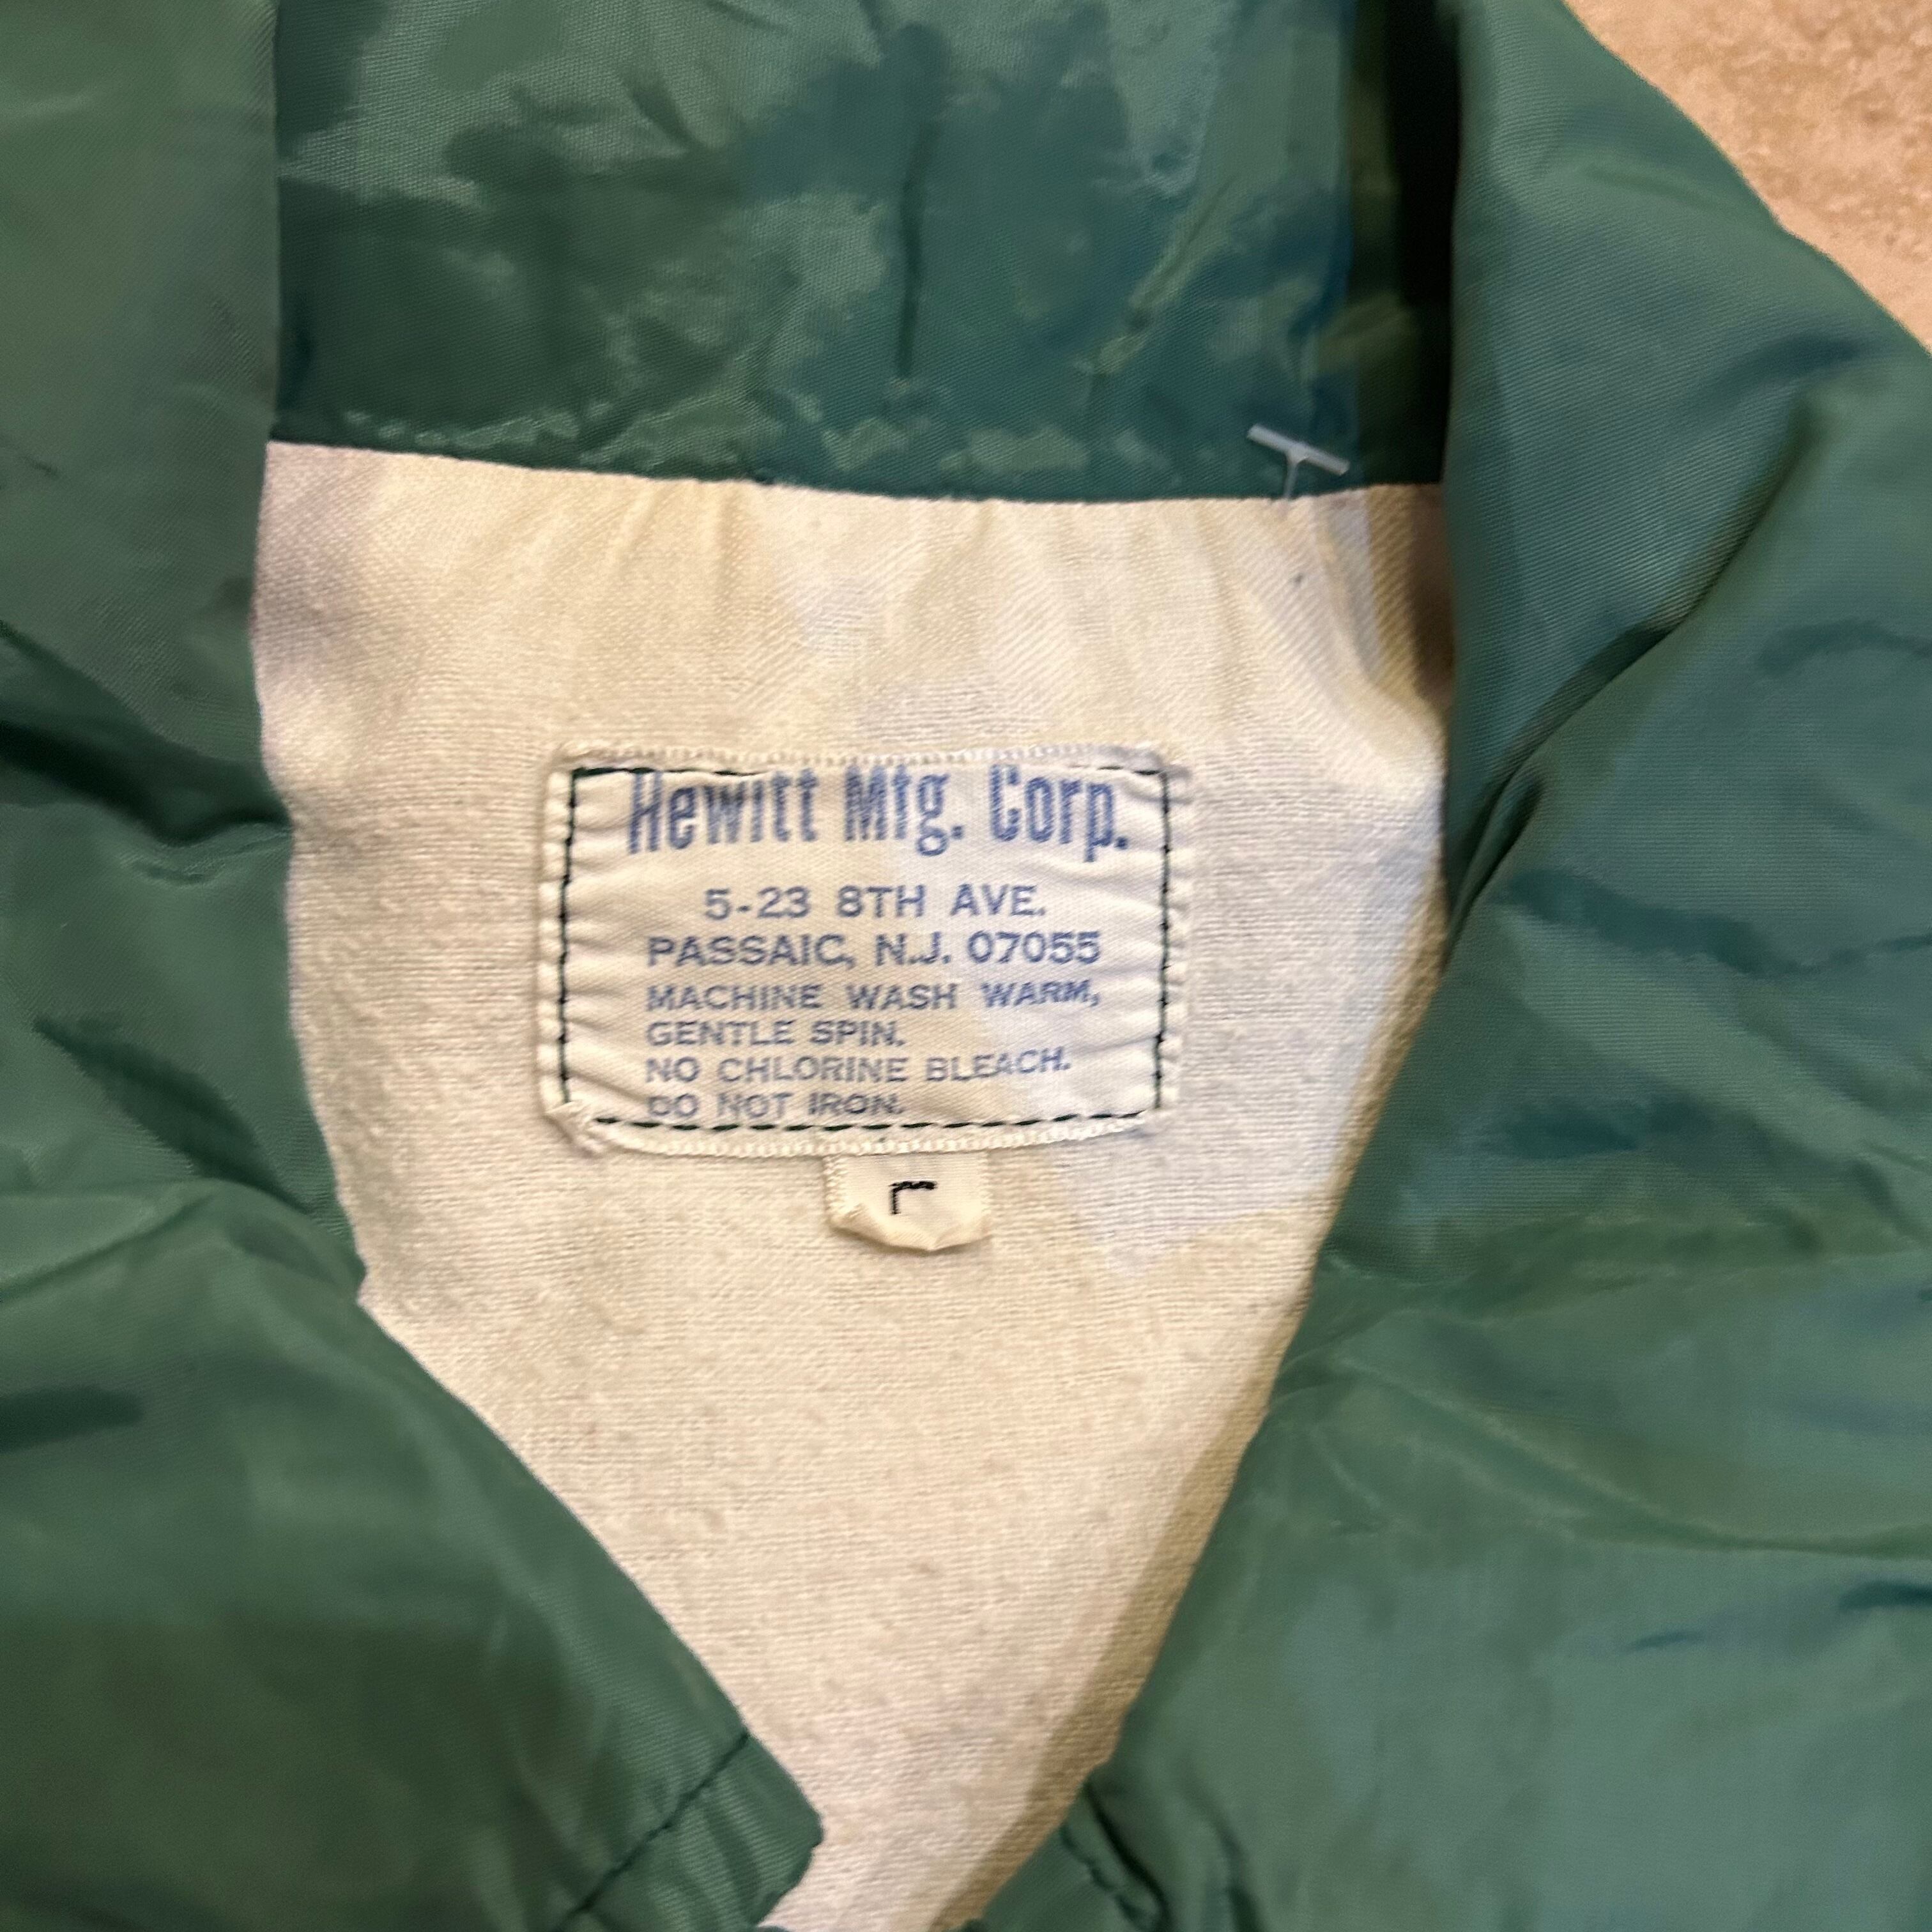 Hewitt Mfg. Corp.
5-23 8TH AVE.
PASSAIC, N.J. 07055
MACHINE WASH WARM,
GENTLE SPIN.
NO CHLORINE BLEACH.
DO NOT IRON.
L